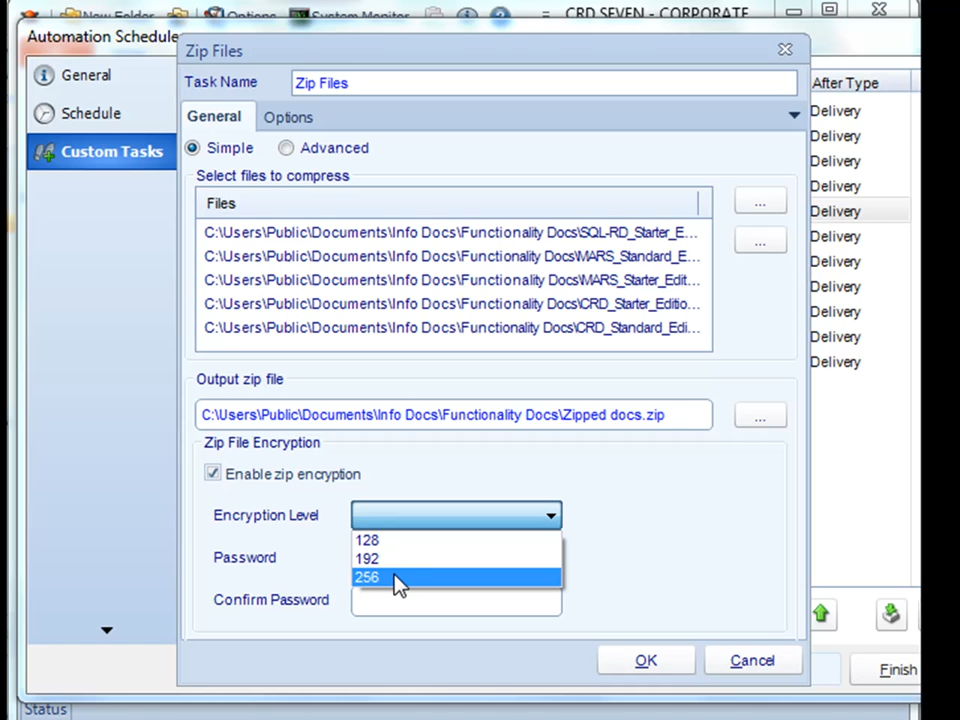 New Folder
Options
System Monitor
CRD SEVEN - CORPORATE
Automation Schedule
Zip Files
General
Schedule
Custom Tasks
Task Name
Zip Files
General
Options
Simple
Advanced
Select files to compress
Files
...
C:\Users\Public\Documents\Info Docs\Functionality Docs\SQL-RD_Starter_E...
...
C:\Users\Public\Documents\Info Docs\Functionality Docs\MARS_Standard_E...
C:\Users\Public\Documents\Info Docs\Functionality Docs\MARS_Starter_Edit...
C:\Users\Public\Documents\Info Docs\Functionality Docs\CRD_Starter_Editio...
C:\Users\Public\Documents\Info Docs\Functionality Docs\CRD_Standard_Edi...
Output zip file
C:\Users\Public\Documents\Info Docs\Functionality Docs\Zipped docs.zip
...
Zip File Encryption
Enable zip encryption
Encryption Level
128
192
256
Password
Confirm Password
OK
Cancel
After Type
Delivery
Delivery
Delivery
Delivery
Delivery
Delivery
Delivery
Delivery
Delivery
Delivery
Delivery
Finish
Status